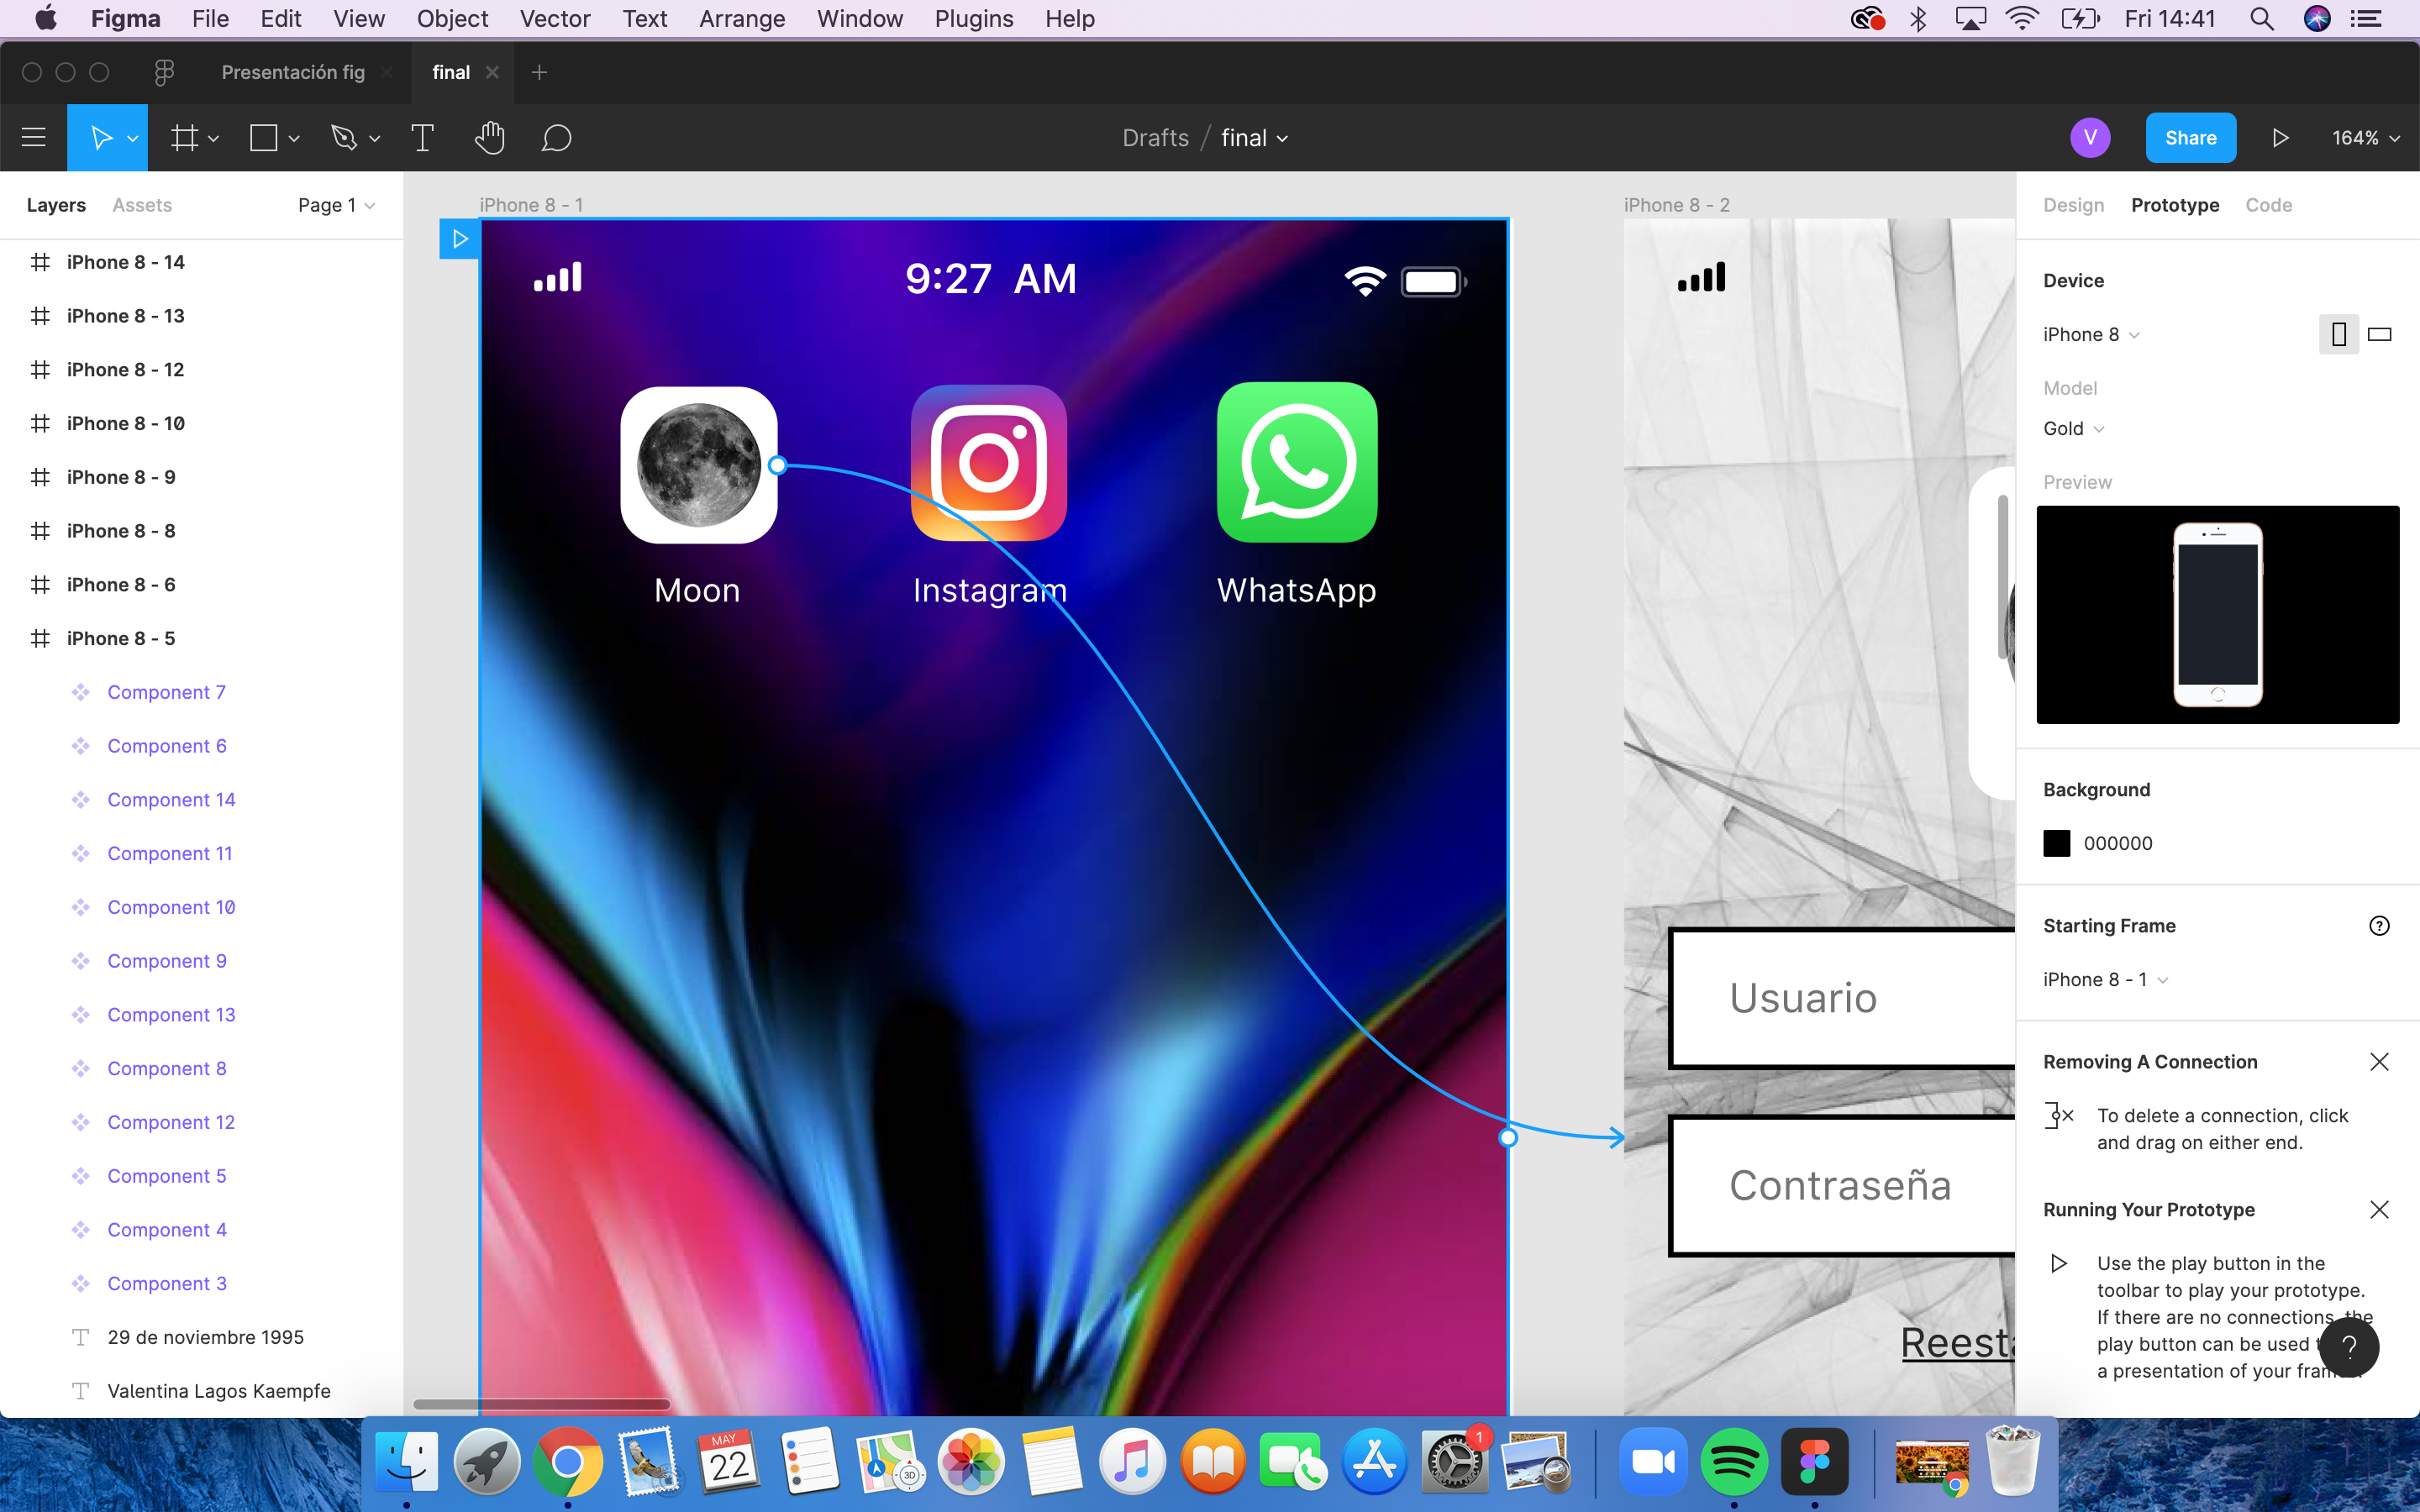 Figma File Edit View Object Vector Text Arrange Window Plugins Help Fri 14:41
Presentación fig final
Drafts / final V Share 164%
Layers Assets Page 1
iPhone 8 - 14
iPhone 8 - 13
iPhone 8 - 12
iPhone 8 - 10
iPhone 8 - 9
iPhone 8 - 8
iPhone 8 - 6
iPhone 8 - 5
Component 7
Component 6
Component 14
Component 11
Component 10
Component 9
Component 13
Component 8
Component 12
Component 5
Component 4
Component 3
29 de noviembre 1995
Valentina Lagos Kaempfe
iPhone 8 - 1
9:27 AM
Moon Instagram WhatsApp
iPhone 8 - 2
Usuario
Contraseña
Design Prototype Code
Device
iPhone 8
Model
Gold
Preview
Background
000000
Starting Frame
?
iPhone 8 - 1
Removing A Connection
To delete a connection, click
and drag on either end.
Running Your Prototype
Use the play button in the
toolbar to play your prototype.
If there are no connections, the
play button can be used
a presentation of your
?
MAY
22
3D
1